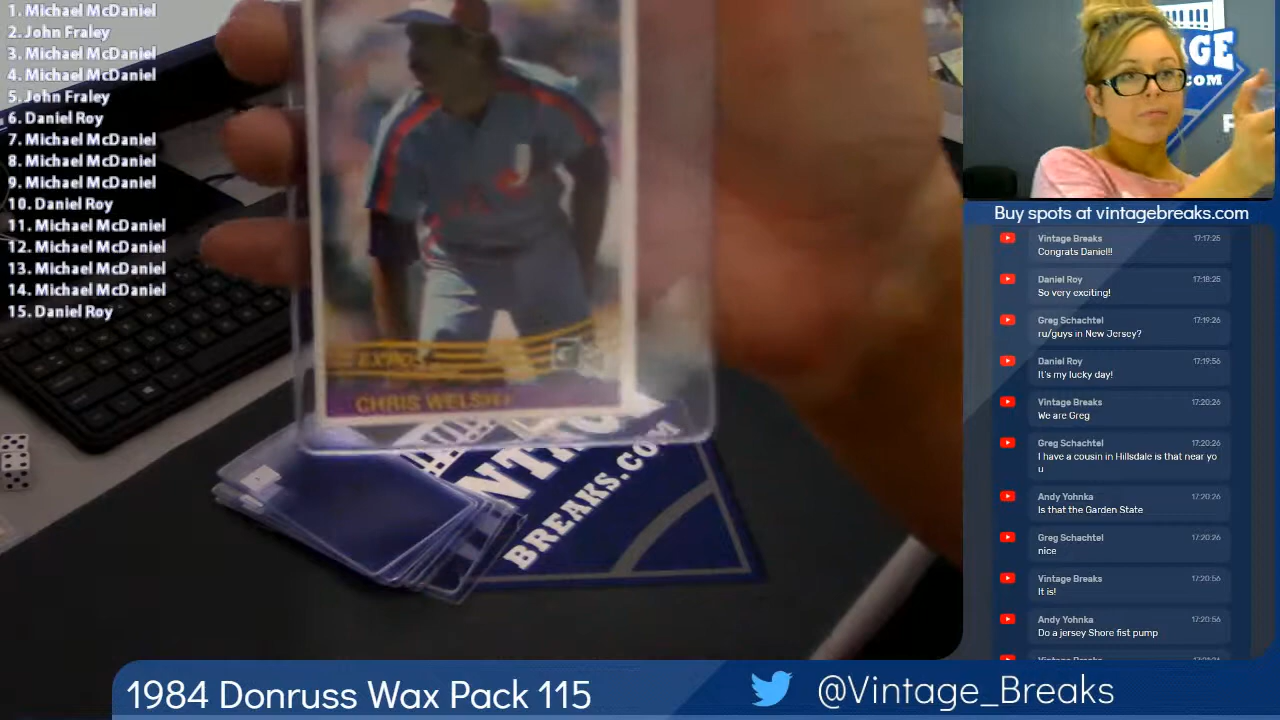 1. Michael McDaniel
2. John Fraley
3. Michael McDaniel
4. Michael McDaniel
5. John Fraley
6. Daniel Roy
7. Michael McDaniel
8. Michael McDaniel
9. Michael McDaniel
10. Daniel Roy
11. Michael McDaniel
12. Michael McDaniel
13. Michael McDaniel
14. Michael McDaniel
15. Daniel Roy
EXPOS
CHRIS WELSH
BREAKS.COM
Buy spots at vintagebreaks.com
Vintage Breaks 17:17:25
Congrats Daniel!!
Daniel Roy 17:18:25
So very exciting!
Greg Schachtel 17:19:26
ru/guys in New Jersey?
Daniel Roy 17:19:56
It's my lucky day!
Vintage Breaks 17:20:26
We are Greg
Greg Schachtel 17:20:26
I have a cousin in Hillsdale is that near yo
u
Andy Yohnka 17:20:26
Is that the Garden State
Greg Schachtel 17:20:26
nice
Vintage Breaks 17:20:56
It is!
Andy Yohnka 17:20:56
Do a jersey Shore fist pump
1984 Donruss Wax Pack 115
@Vintage_Breaks